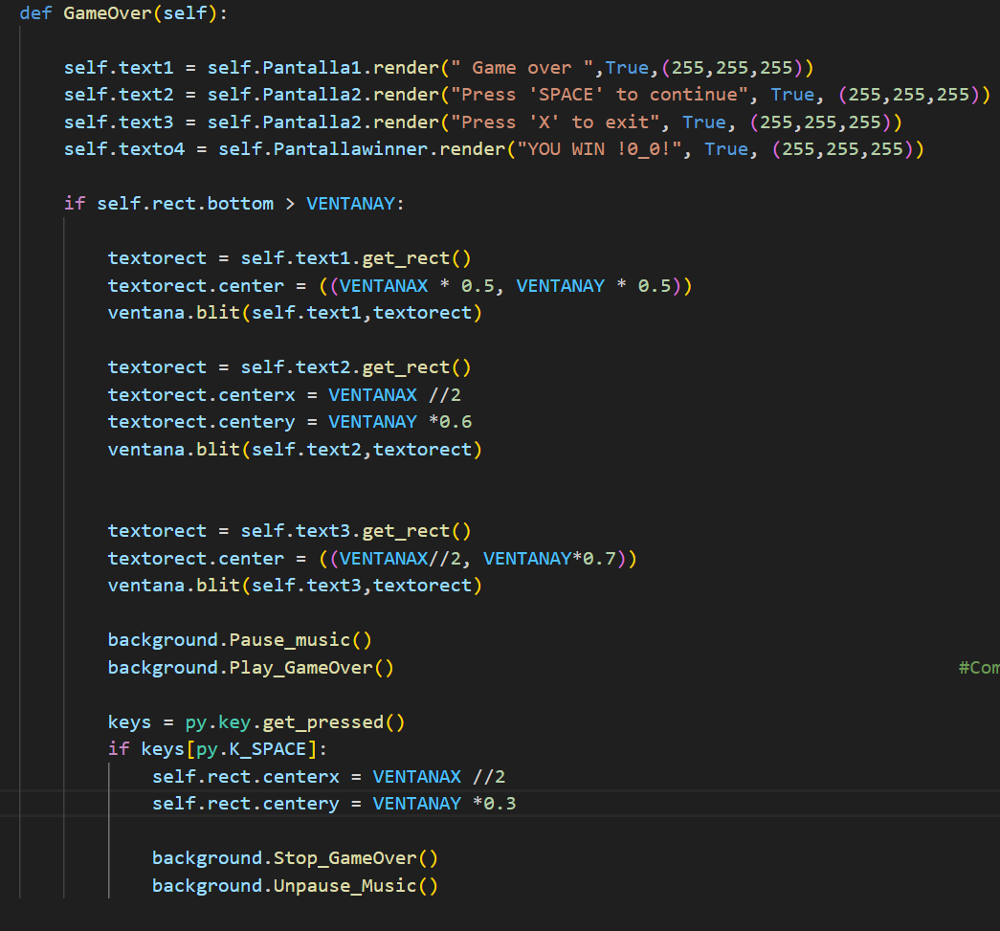 def GameOver(self):
self.text1 = self.Pantalla1.render(" Game over ",True,(255,255,255))
self.text2 = self.Pantalla2.render("Press 'SPACE' to continue", True, (255,255,255))
self.text3 = self.Pantalla2.render("Press 'X' to exit", True, (255,255,255))
self.texto4 = self.Pantallawinner.render("YOU WIN !0_0!", True, (255,255,255))
if self.rect.bottom > VENTANAY:
textorect = self.text1.get_rect()
textorect.center = ((VENTANAX * 0.5, VENTANAY * 0.5))
ventana.blit(self.text1,textorect)
textorect = self.text2.get_rect()
textorect.centerx = VENTANAX //2
textorect.centery = VENTANAY *0.6
ventana.blit(self.text2,textorect)
textorect = self.text3.get_rect()
textorect.center = ((VENTANAX//2, VENTANAY*0.7))
ventana.blit(self.text3,textorect)
background.Pause_music()
background.Play_GameOver() #Com
keys = py.key.get_pressed()
if keys[py.K_SPACE]:
self.rect.centerx = VENTANAX //2
self.rect.centery = VENTANAY *0.3
background.Stop_GameOver()
background.Unpause_Music()